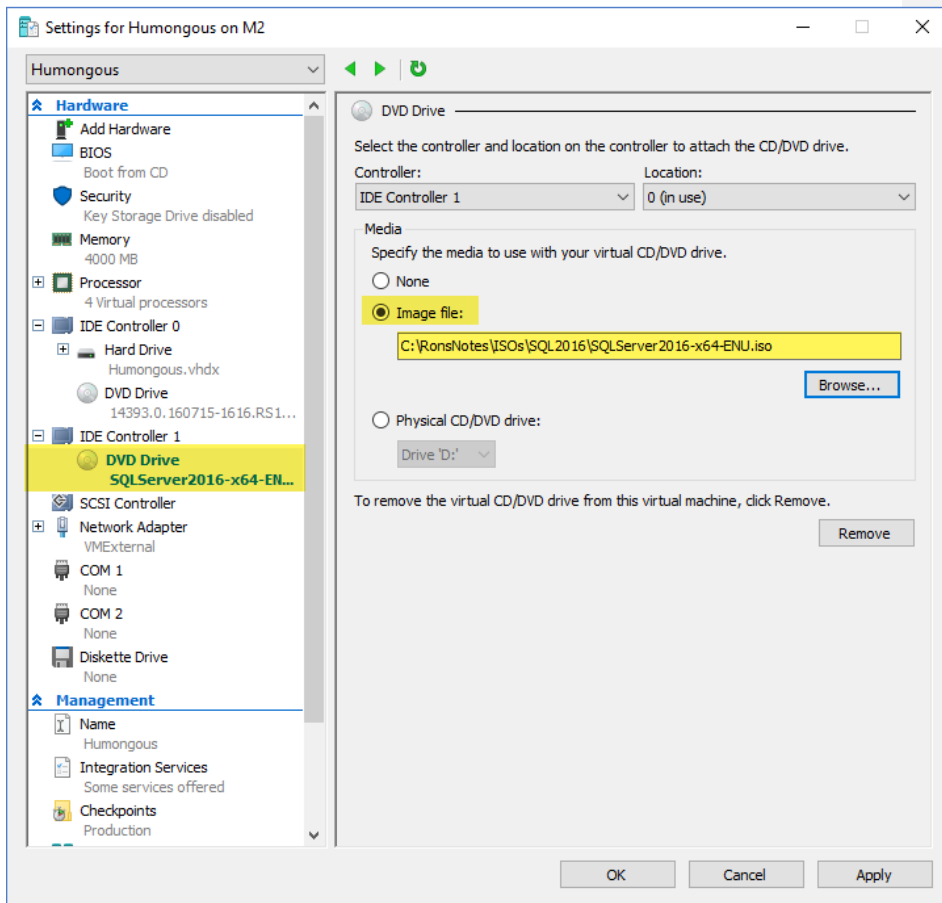 Settings for Humongous on M2
Humongous
Hardware
Add Hardware
BIOS
Boot from CD
Security
Key Storage Drive disabled
Memory
4000 MB
Processor
4 Virtual processors
IDE Controller 0
Hard Drive
Humongous.vhdx
DVD Drive
14393.0.160715-1616.RS1...
IDE Controller 1
DVD Drive
SQLServer2016-x64-EN...
SCSI Controller
Network Adapter
VMExternal
COM 1
None
COM 2
None
Diskette Drive
None
Management
Name
Humongous
Integration Services
Some services offered
Checkpoints
Production
DVD Drive
Select the controller and location on the controller to attach the CD/DVD drive.
Controller: Location:
IDE Controller 1 0 (in use)
Media
Specify the media to use with your virtual CD/DVD drive.
None
Image file:
C:\RonsNotes\ISOs\SQL2016\SQLServer2016-x64-ENU.iso
Browse...
Physical CD/DVD drive:
Drive 'D:'
To remove the virtual CD/DVD drive from this virtual machine, click Remove.
Remove
OK Cancel Apply